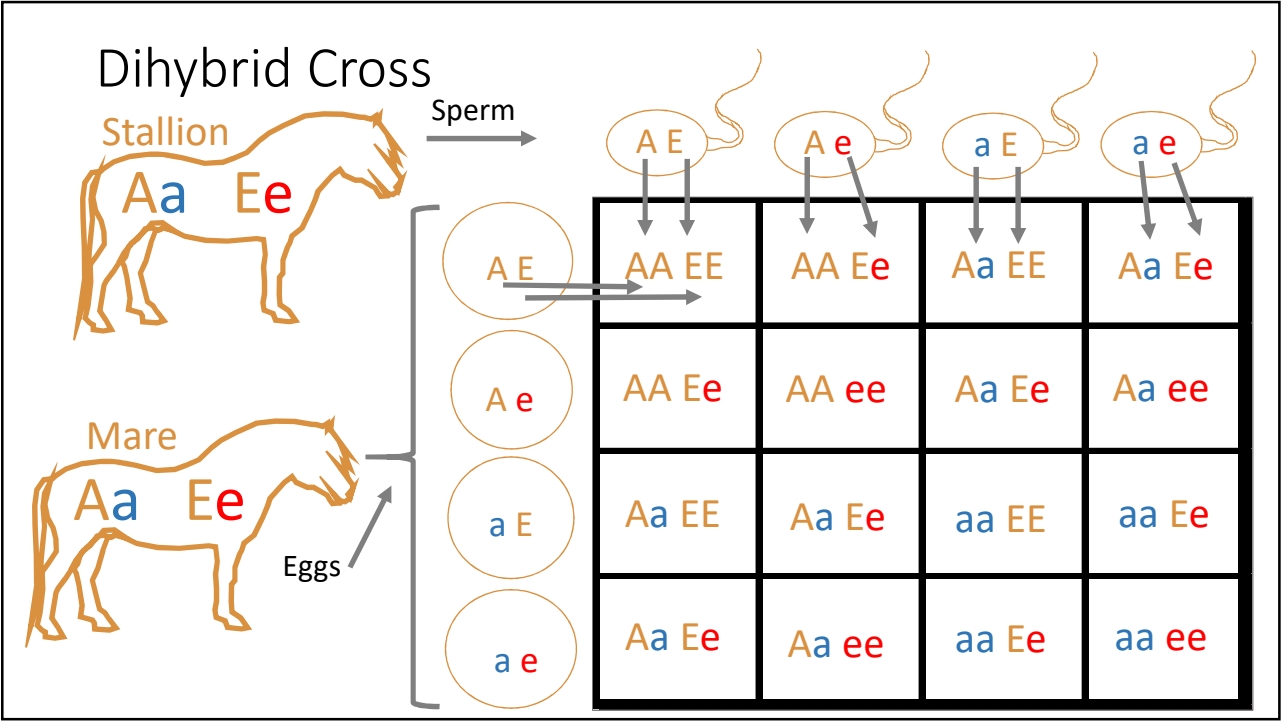 Dihybrid Cross
Stallion
Aa Ee
Sperm
A E
A e
a E
a e
Mare
Aa Ee
Eggs
A E
AA EE
AA Ee
Aa EE
Aa Ee
A e
AA Ee
AA ee
Aa Ee
Aa ee
a E
Aa EE
Aa Ee
aa EE
aa Ee
a e
Aa Ee
Aa ee
aa Ee
aa ee